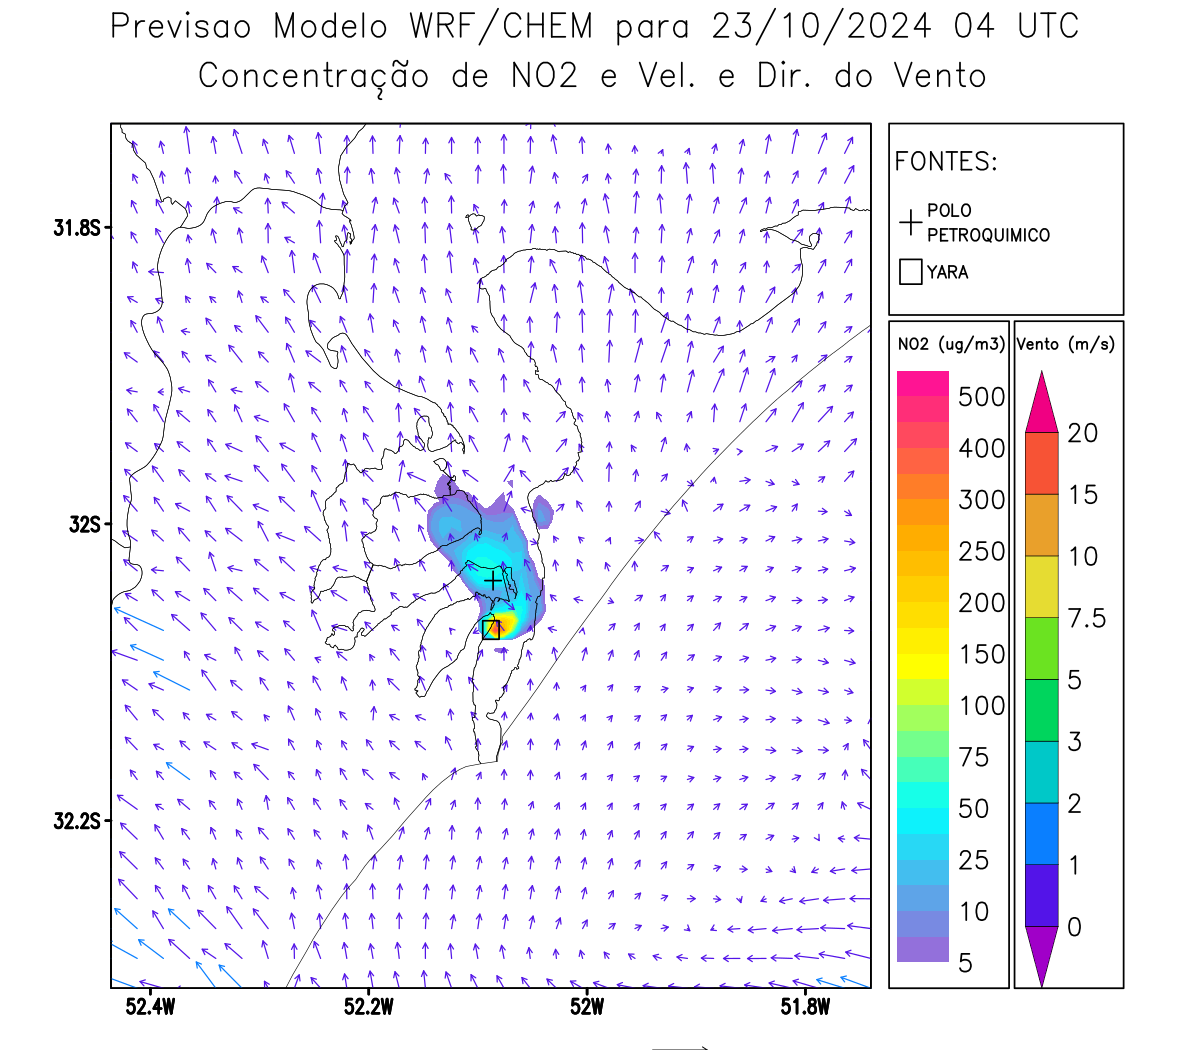 Previsao Modelo WRF/CHEM para 23/10/2024 04 UTC
Concentração de NO2 e Vel. e Dir. do Vento
FONTES:
POLO
PETROQUIMICO
YARA
NO2 (ug/m3)
500
400
300
250
200
150
100
75
50
25
10
5
Vento (m/s)
20
15
10
7.5
5
3
2
1
0
31.8S
32S
32.2S
52.4W
52.2W
52W
51.8W